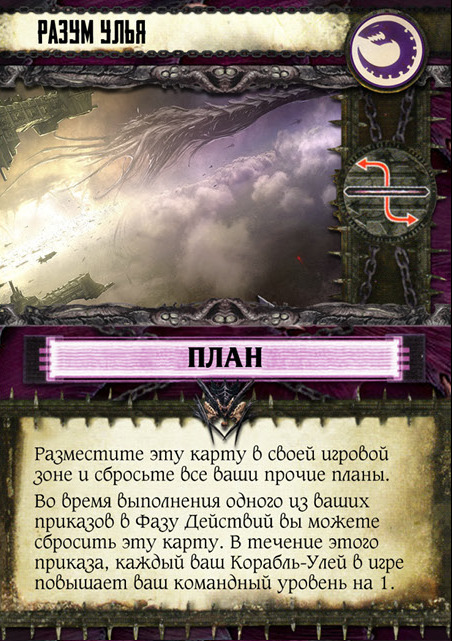 РАЗУМ УЛЬЯ
ПЛАН
Разместите эту карту в своей игровой
зоне и сбросьте все ваши прочие планы.
Во время выполнения одного из ваших
приказов в Фазу Действий вы можете
сбросить эту карту. В течение этого
приказа, каждый ваш Корабль-Улей в игре
повышает ваш командный уровень на 1.